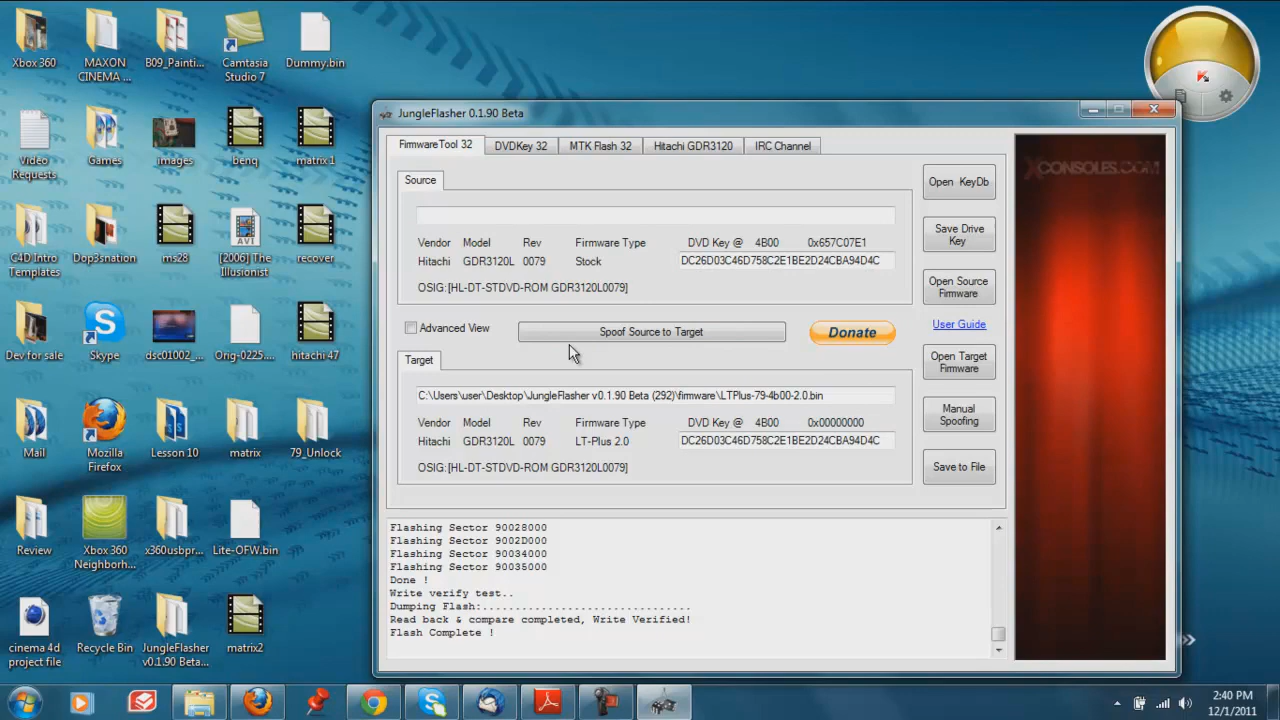 Xbox 360
MAXON
CINEMA ...
B09_Painti...
Camtasia
Studio 7
Dummy.bin
Video
Requests
Games
images
benq
matrix 1
C4D Intro
Templates
Dop3snation
ms28
[2006] The
Illusionist
recover
Dev for sale
Skype
dsc01002_...
Orig-0225....
hitachi 47
Mail
Mozilla
Firefox
Lesson 10
matrix
79_Unlock
Review
Xbox 360
Neighborh...
x360usbpr...
Lite-OFW.bin
cinema 4d
project file
Recycle Bin
JungleFlasher
v0.1.90 Beta...
matrix2
JungleFlasher 0.1.90 Beta
FirmwareTool 32
DVDKey 32
MTK Flash 32
Hitachi GDR3120
IRC Channel
Source
Vendor Model Rev Firmware Type DVD Key @ 4B00 0x657C07E1
Hitachi GDR3120L 0079 Stock DC26D03C46D758C2E1BE2D24CBA94D4C
OSIG:[HL-DT-STDVD-ROM GDR3120L0079]
Advanced View
Spoof Source to Target
Donate
Target
C:\Users\user\Desktop\JungleFlasher v0.1.90 Beta (292)\firmware\LTPlus-79-4b00-2.0.bin
Vendor Model Rev Firmware Type DVD Key @ 4B00 0x00000000
Hitachi GDR3120L 0079 LT-Plus 2.0 DC26D03C46D758C2E1BE2D24CBA94D4C
OSIG:[HL-DT-STDVD-ROM GDR3120L0079]
Open KeyDb
Save Drive
Key
Open Source
Firmware
User Guide
Open Target
Firmware
Manual
Spoofing
Save to File
XCONSOLES.COM
Flashing Sector 90028000
Flashing Sector 9002D000
Flashing Sector 90034000
Flashing Sector 90035000
Done !
Write verify test..
Dumping Flash:................................
Read back & compare completed, Write Verified!
Flash Complete !
2:40 PM
12/1/2011